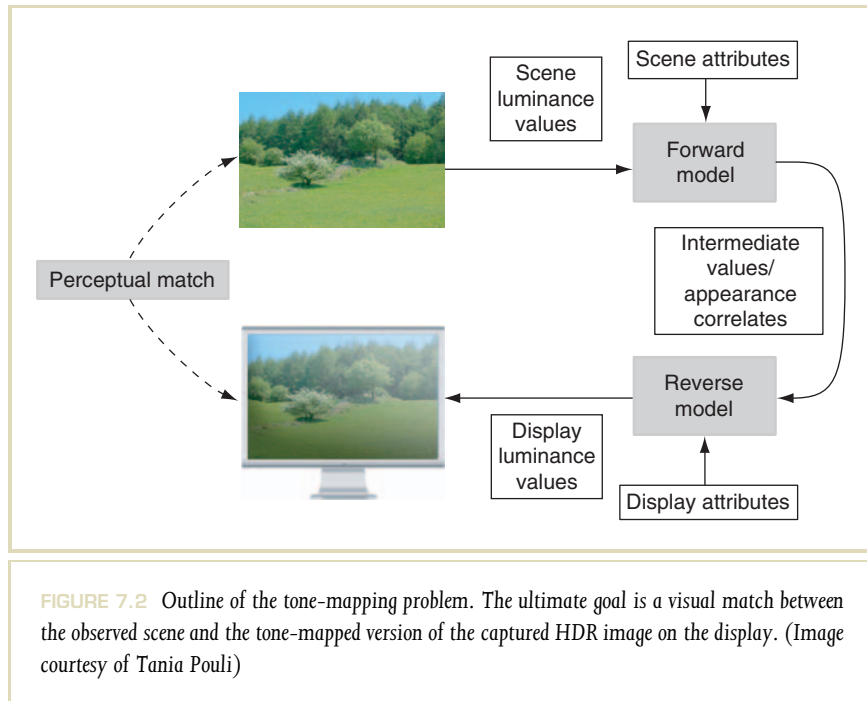 Scene attributes
Scene
luminance
values
Forward
model
Intermediate
values/
appearance
correlates
Perceptual match
Reverse
model
Display
luminance
values
Display attributes
FIGURE 7.2 Outline of the tone-mapping problem. The ultimate goal is a visual match between
the observed scene and the tone-mapped version of the captured HDR image on the display. (Image
courtesy of Tania Pouli)